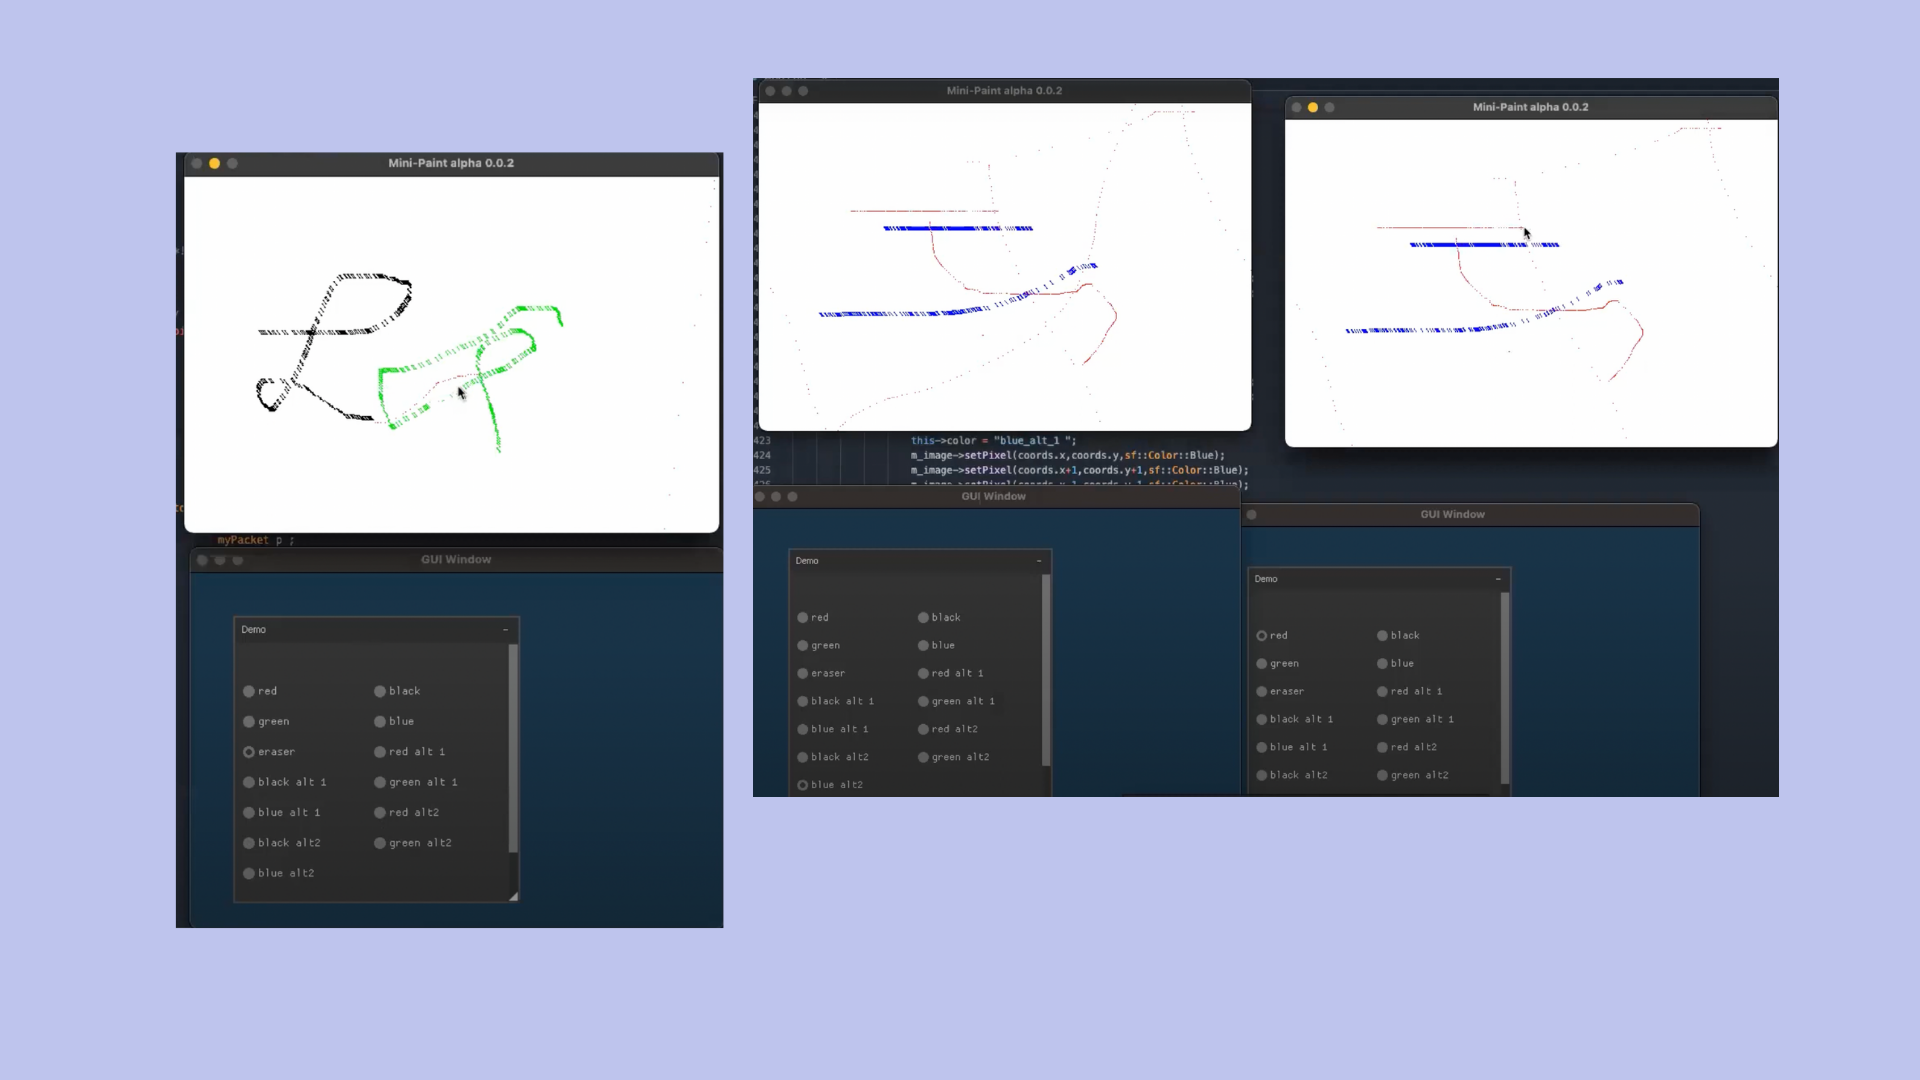 Mini-Paint alpha 0.0.2
myPacket p ;
GUI Window
Demo
red black
green blue
eraser red alt 1
black alt 1 green alt 1
blue alt 1 red alt2
black alt2 green alt2
blue alt2
Mini-Paint alpha 0.0.2
423 this->color = "blue_alt_1 ";
424 m_image->setPixel(coords.x,coords.y,sf::Color::Blue);
425 m_image->setPixel(coords.x+1,coords.y+1,sf::Color::Blue);
GUI Window
Demo
red black
green blue
eraser red alt 1
black alt 1 green alt 1
blue alt 1 red alt2
black alt2 green alt2
blue alt2
Mini-Paint alpha 0.0.2
GUI Window
Demo
red black
green blue
eraser red alt 1
black alt 1 green alt 1
blue alt 1 red alt2
black alt2 green alt2